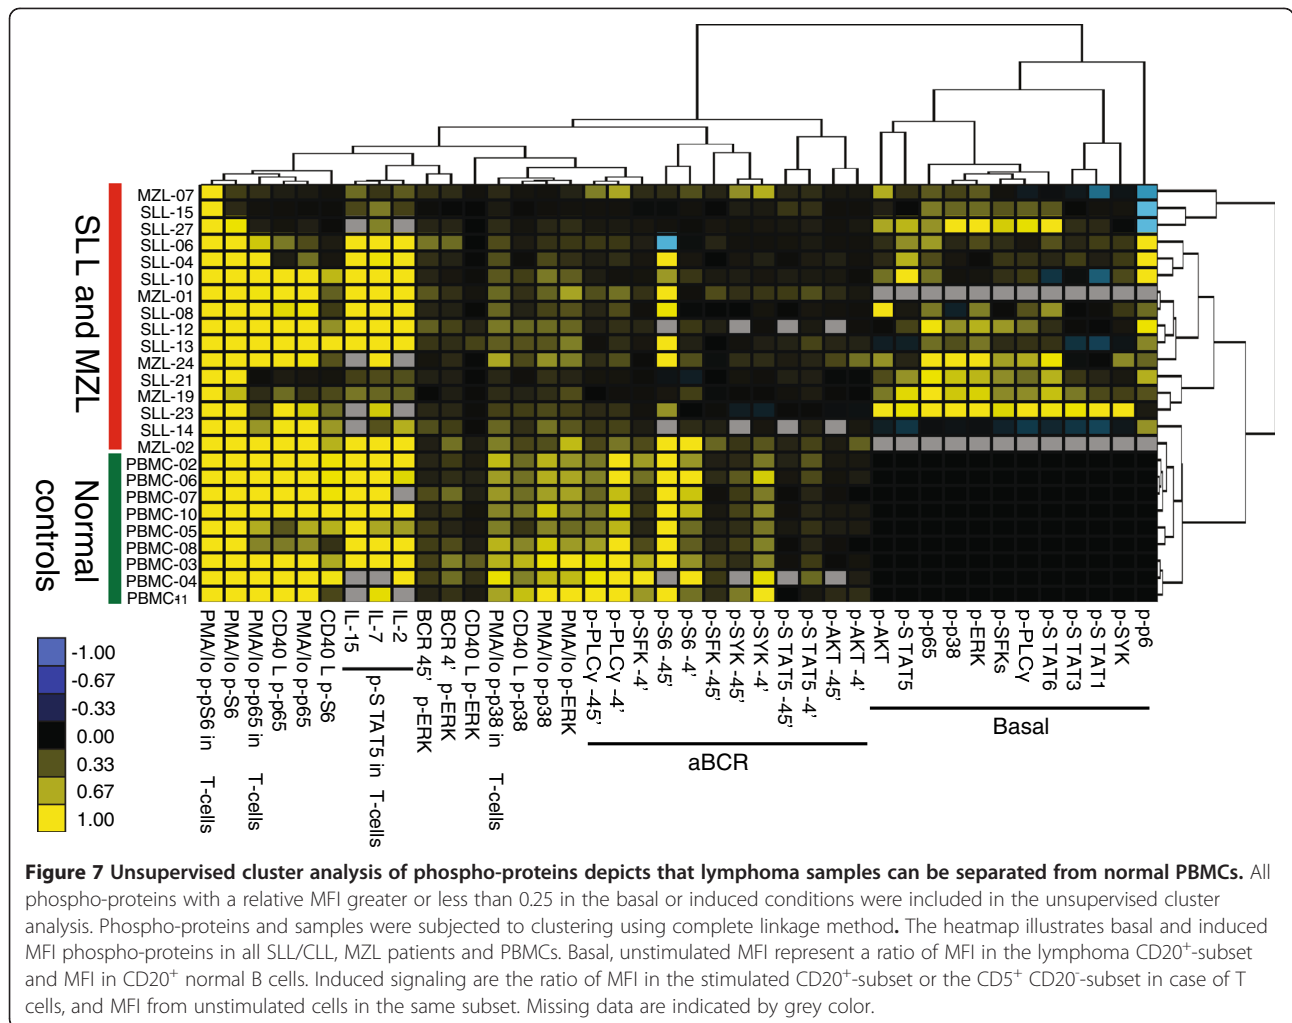 SLL and MZL
Normal
controls
MZL-07
SLL-15
SLL-27
SLL-06
SLL-04
SLL-10
MZL-01
SLL-08
SLL-12
SLL-13
MZL-24
SLL-21
MZL-19
SLL-23
SLL-14
MZL-02
PBMC-02
PBMC-06
PBMC-07
PBMC-10
PBMC-05
PBMC-08
PBMC-03
PBMC-04
PBMC-11
PMA/Io p-pS6 in T-cells
PMA/Io p-S6
PMA/Io p-p65 in T-cells
CD40 L p-p65
PMA/Io p-p65
CD40 L p-S6
IL-15
IL-7
IL-2
p-S TAT5 in T-cells
BCR 45' p-ERK
BCR 4' p-ERK
CD40 L p-ERK
PMA/Io p-p38 in T-cells
CD40 L p-p38
PMA/Io p-p38
PMA/Io p-ERK
p-PLCγ -45'
p-PLCγ -4'
p-SFK -4'
p-S6 -45'
p-S6 -4'
p-SFK -45'
p-SYK -45'
p-SYK -4'
p-S TAT5 -45'
p-S TAT5 -4'
p-AKT -45'
p-AKT -4'
aBCR
p-AKT
p-S TAT5
p-p65
p-p38
p-ERK
p-SFKs
p-PLCγ
p-S TAT6
p-S TAT3
p-S TAT1
p-SYK
p-p6
Basal
-1.00
-0.67
-0.33
0.00
0.33
0.67
1.00
Figure 7 Unsupervised cluster analysis of phospho-proteins depicts that lymphoma samples can be separated from normal PBMCs. All
phospho-proteins with a relative MFI greater or less than 0.25 in the basal or induced conditions were included in the unsupervised cluster
analysis. Phospho-proteins and samples were subjected to clustering using complete linkage method. The heatmap illustrates basal and induced
MFI phospho-proteins in all SLL/CLL, MZL patients and PBMCs. Basal, unstimulated MFI represent a ratio of MFI in the lymphoma CD20⁺-subset
and MFI in CD20⁺ normal B cells. Induced signaling are the ratio of MFI in the stimulated CD20⁺-subset or the CD5⁺ CD20⁻-subset in case of T
cells, and MFI from unstimulated cells in the same subset. Missing data are indicated by grey color.